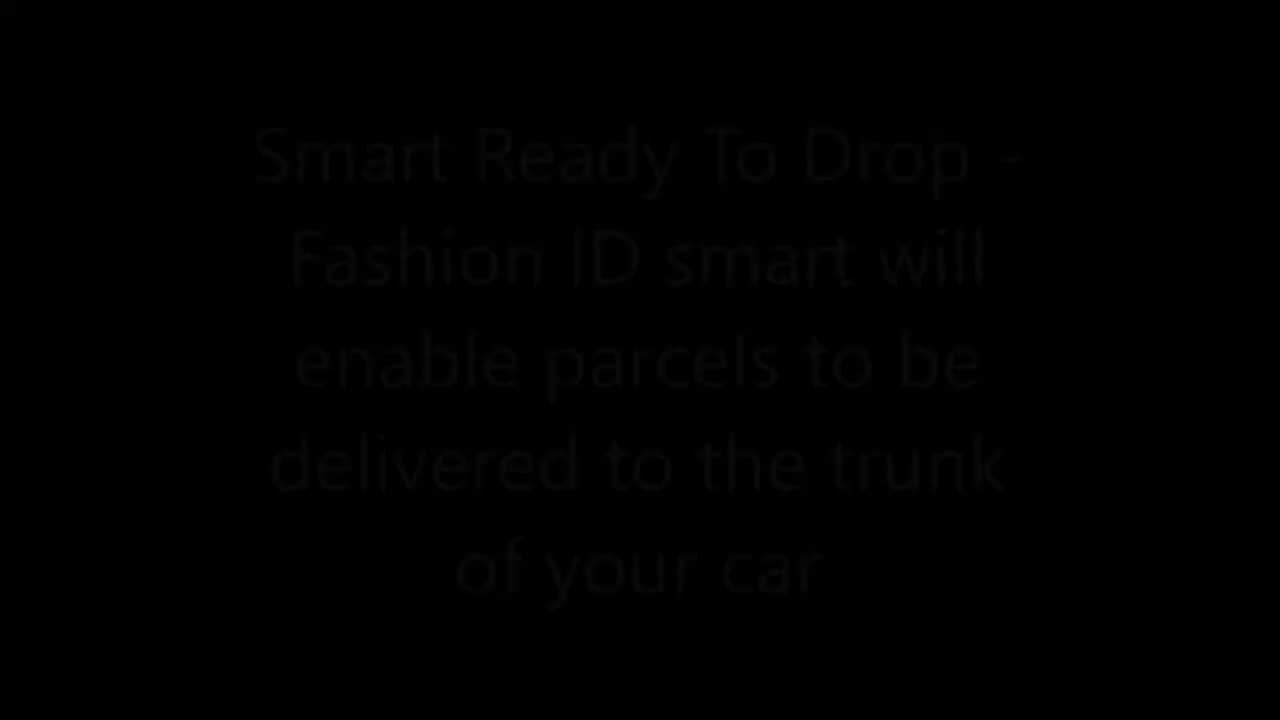 Smart Ready To Drop -
Fashion ID smart will
enable parcels to be
delivered to the trunk
of your car